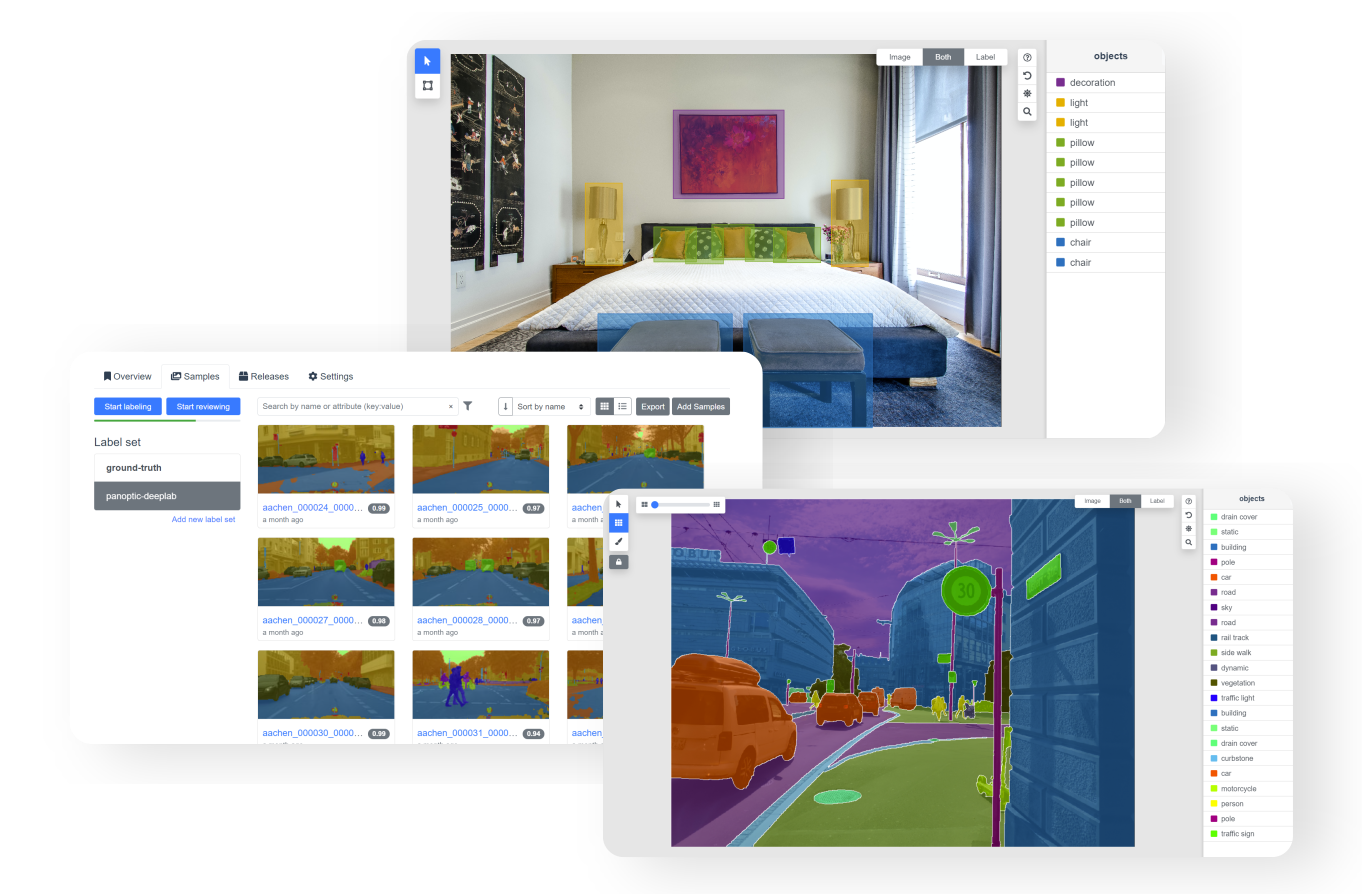 Image Both Label
objects
decoration
light
light
pillow
pillow
pillow
pillow
pillow
chair
chair
Overview Samples Releases Settings
Start labeling Start reviewing
Search by name or attribute (key:value) ×
Sort by name
Export Add Samples
Label set
ground-truth
panoptic-deeplab
Add new label set
aachen_000024_0000... 0.99
a month ago
aachen_000025_0000... 0.97
a month ago
aachen_000027_0000... 0.98
a month ago
aachen_000028_0000... 0.97
a month ago
aachen_000030_0000... 0.99
aachen_000031_0000... 0.94
Image Both Label
objects
drain cover
static
building
pole
car
road
sky
road
rail track
side walk
dynamic
vegetation
traffic light
building
static
drain cover
curbstone
car
motorcycle
person
pole
traffic sign
OBUS
30